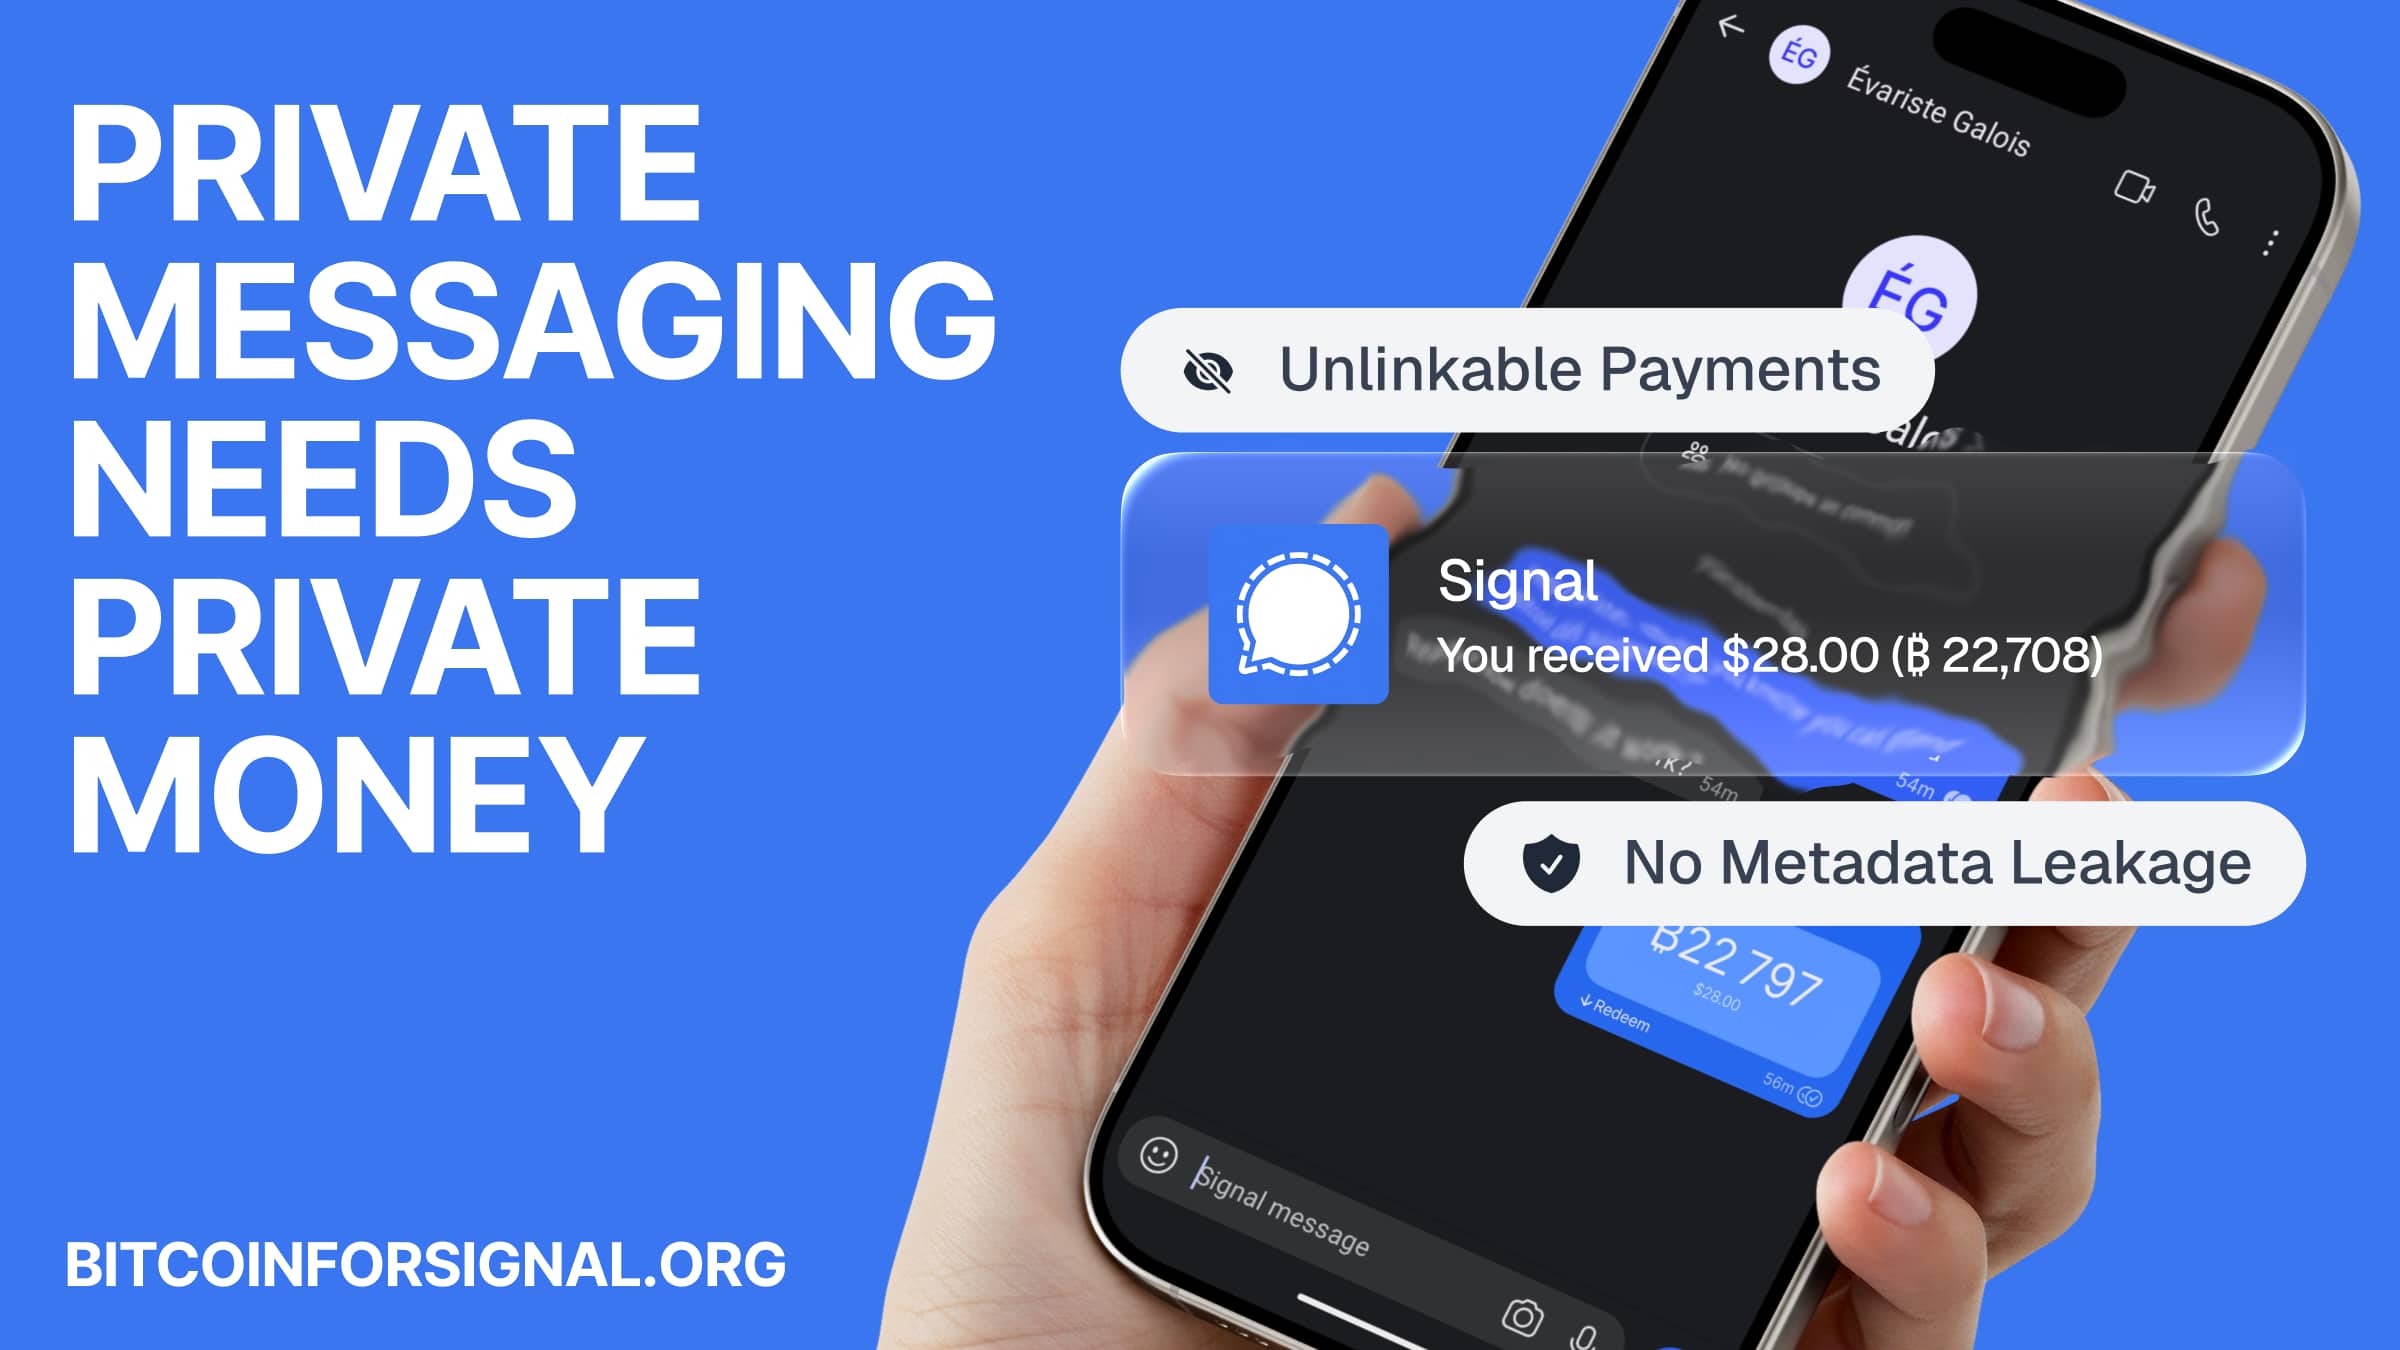 PRIVATE
MESSAGING
NEEDS
PRIVATE
MONEY
BITCOINFORSIGNAL.ORG
ÉG
Évariste Galois
ÉG
Unlinkable Payments
Signal
You received $28.00 (₿ 22,708)
54m
54m
No Metadata Leakage
₿22 797
$28.00
Redeem
56m
Signal message